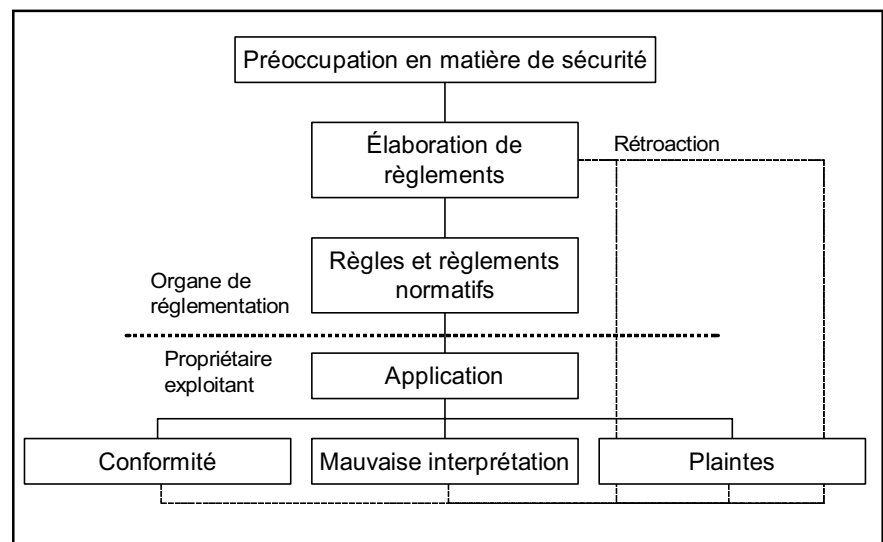 Préoccupation en matière de sécurité
Élaboration de
règlements
Rétroaction
Règles et règlements
normatifs
Organe de
réglementation
Propriétaire
exploitant
Application
Conformité
Mauvaise interprétation
Plaintes